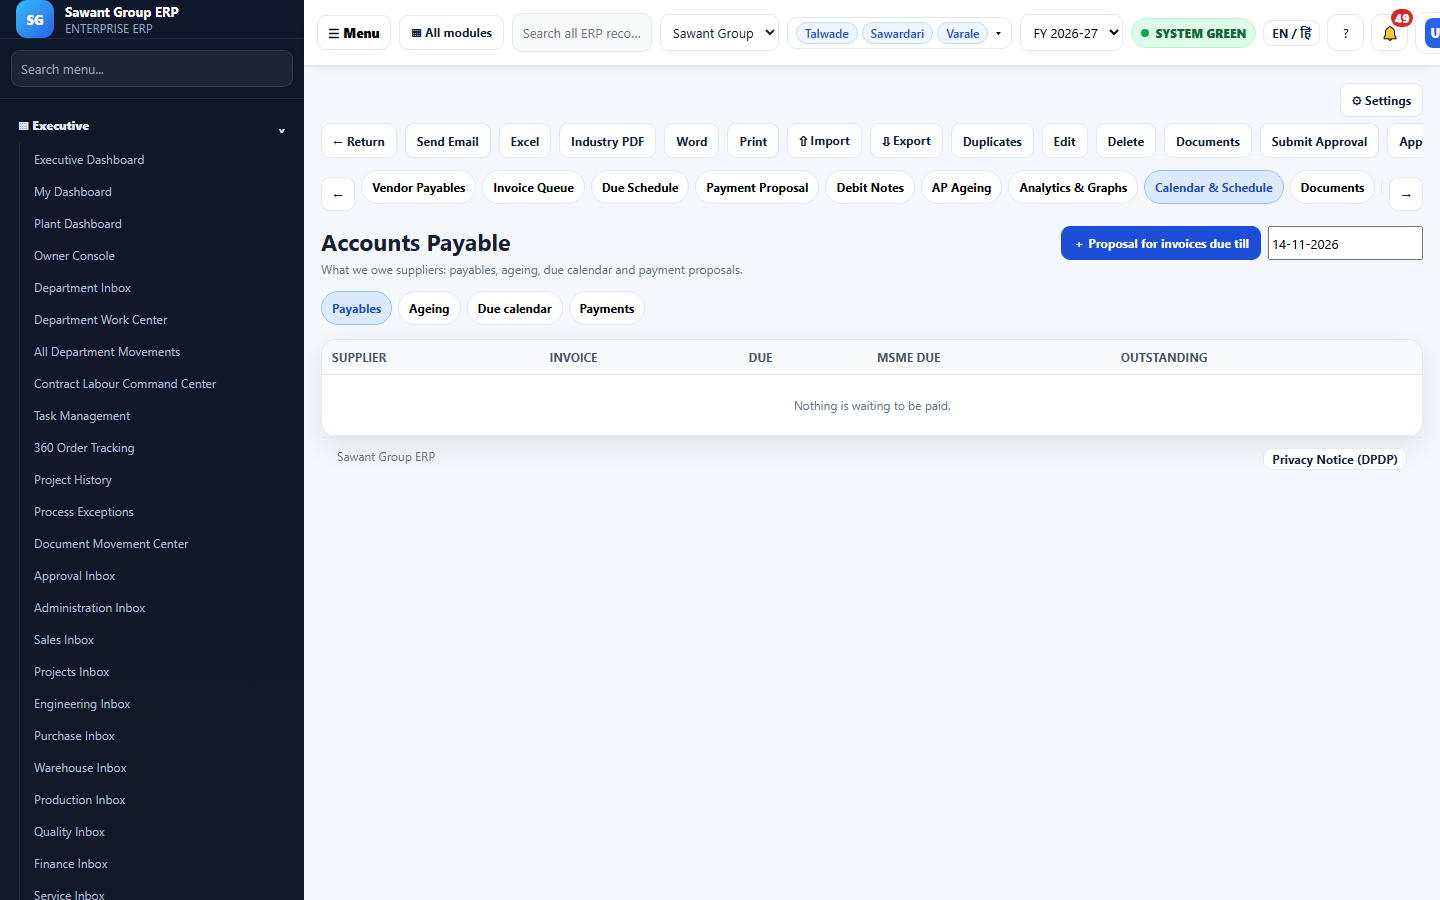 SG
Sawant Group ERP
ENTERPRISE ERP
Search menu...
Executive
Executive Dashboard
My Dashboard
Plant Dashboard
Owner Console
Department Inbox
Department Work Center
All Department Movements
Contract Labour Command Center
Task Management
360 Order Tracking
Project History
Process Exceptions
Document Movement Center
Approval Inbox
Administration Inbox
Sales Inbox
Projects Inbox
Engineering Inbox
Purchase Inbox
Warehouse Inbox
Production Inbox
Quality Inbox
Finance Inbox
Service Inbox
☰ Menu
All modules
Search all ERP reco...
Sawant Group
Talwade
Sawardari
Varale
FY 2026-27
SYSTEM GREEN
EN / हिं
?
49
U
⚙ Settings
← Return
Send Email
Excel
Industry PDF
Word
Print
⇧ Import
⇩ Export
Duplicates
Edit
Delete
Documents
Submit Approval
App
←
Vendor Payables
Invoice Queue
Due Schedule
Payment Proposal
Debit Notes
AP Ageing
Analytics & Graphs
Calendar & Schedule
Documents
→
Accounts Payable
What we owe suppliers: payables, ageing, due calendar and payment proposals.
+ Proposal for invoices due till
14-11-2026
Payables
Ageing
Due calendar
Payments
SUPPLIER INVOICE DUE MSME DUE OUTSTANDING
Nothing is waiting to be paid.
Sawant Group ERP
Privacy Notice (DPDP)